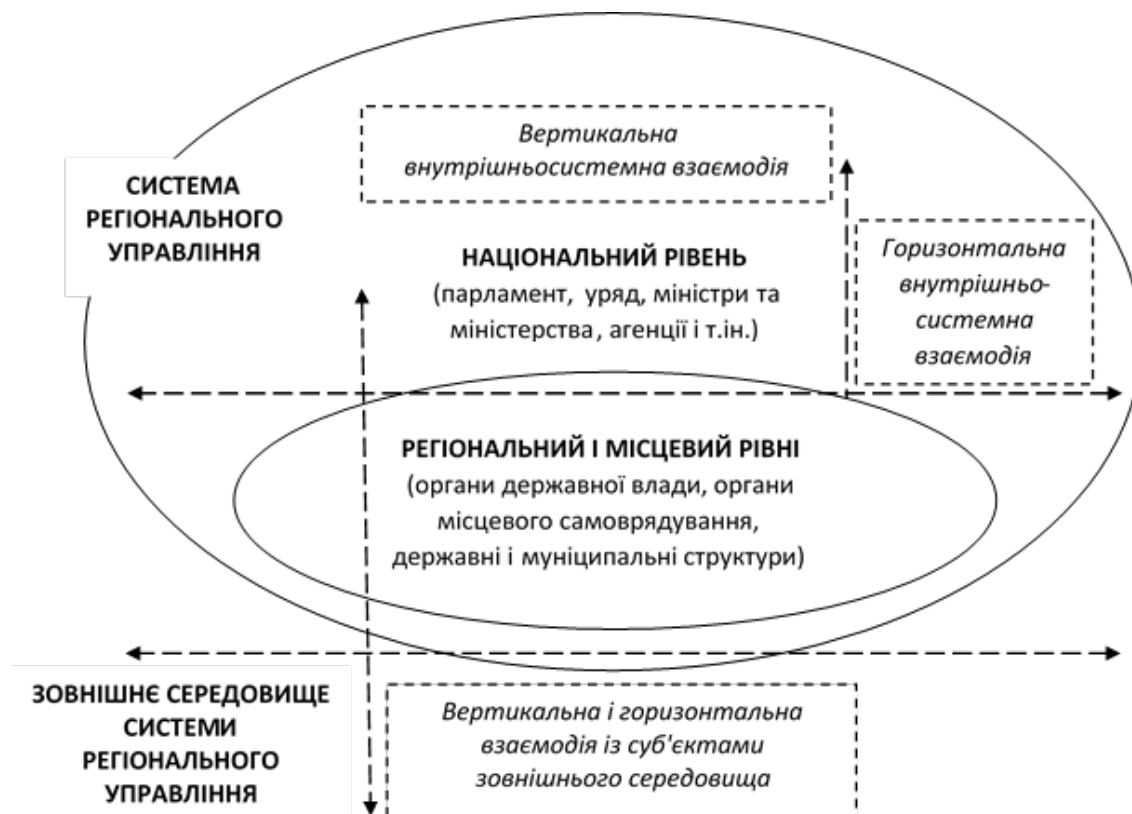 Вертикальна
внутрішньосистемна взаємодія
СИСТЕМА
РЕГІОНАЛЬНОГО
УПРАВЛІННЯ
НАЦІОНАЛЬНИЙ РІВЕНЬ
(парламент, уряд, міністри та
міністерства, агенції і т.ін.)
Горизонтальна
внутрішньо-
системна
взаємодія
РЕГІОНАЛЬНИЙ І МІСЦЕВИЙ РІВНІ
(органи державної влади, органи
місцевого самоврядування,
державні і муніципальні структури)
ЗОВНІШНЄ СЕРЕДОВИЩЕ
СИСТЕМИ
РЕГІОНАЛЬНОГО
УПРАВЛІННЯ
Вертикальна і горизонтальна
взаємодія із суб'єктами
зовнішнього середовища